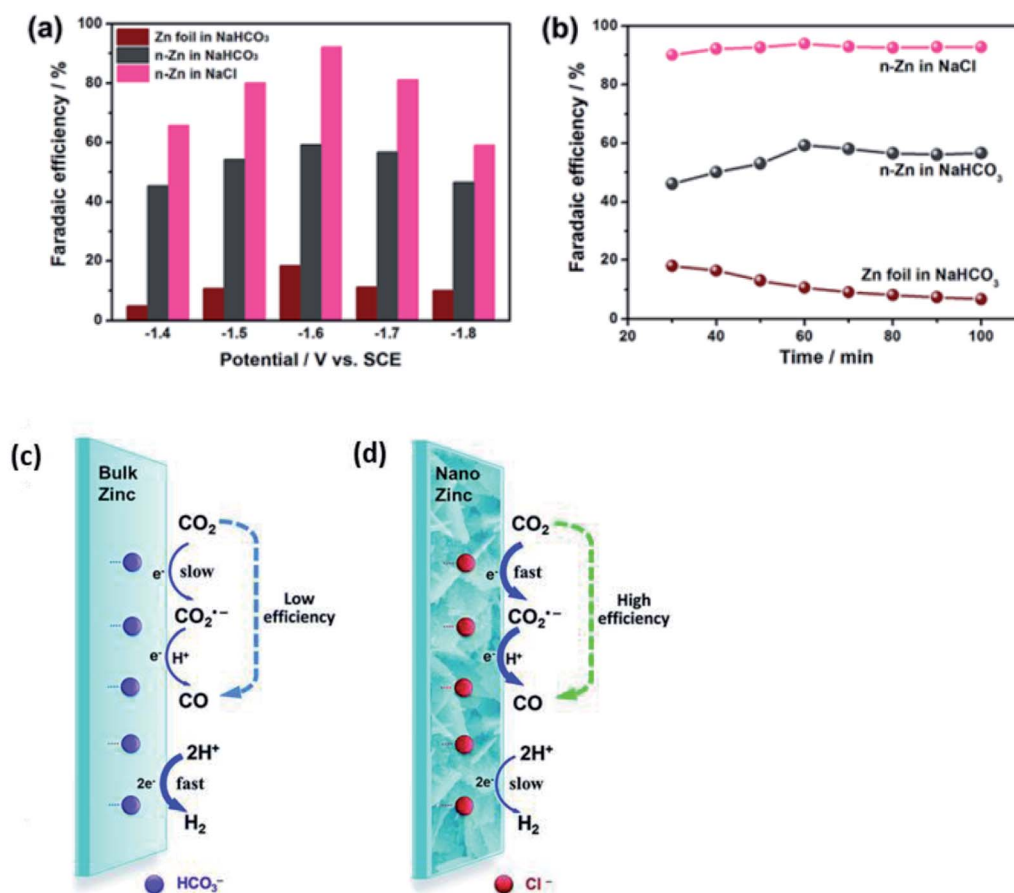 (a)
Zn foil in NaHCO₃
n-Zn in NaHCO₃
n-Zn in NaCl
100
80
60
40
20
0
Faradaic efficiency / %
-1.4 -1.5 -1.6 -1.7 -1.8
Potential / V vs. SCE
(b)
100
80
60
40
20
0
Faradaic efficiency / %
n-Zn in NaCl
n-Zn in NaHCO₃
Zn foil in NaHCO₃
20 40 60 80 100
Time / min
(c)
Bulk
Zinc
CO₂
e⁻ slow
CO₂•⁻
e⁻ H⁺
CO
Low
efficiency
2H⁺
2e⁻ fast
H₂
HCO₃⁻
(d)
Nano
Zinc
CO₂
e⁻ fast
CO₂•⁻
e⁻ H⁺
CO
High
efficiency
2H⁺
2e⁻ slow
H₂
Cl⁻